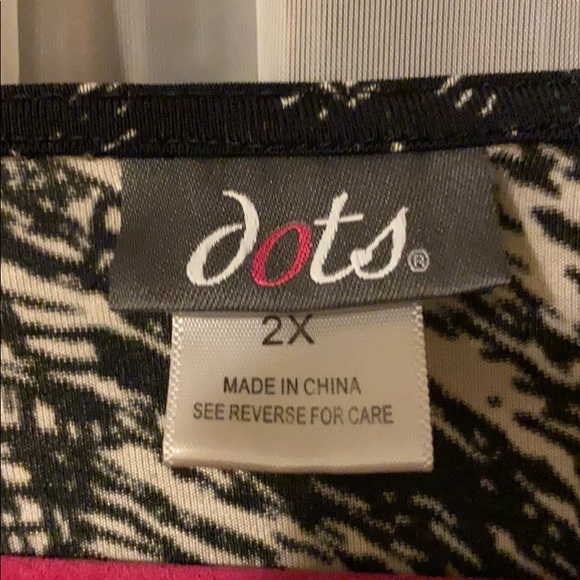 dots®
2X
MADE IN CHINA
SEE REVERSE FOR CARE